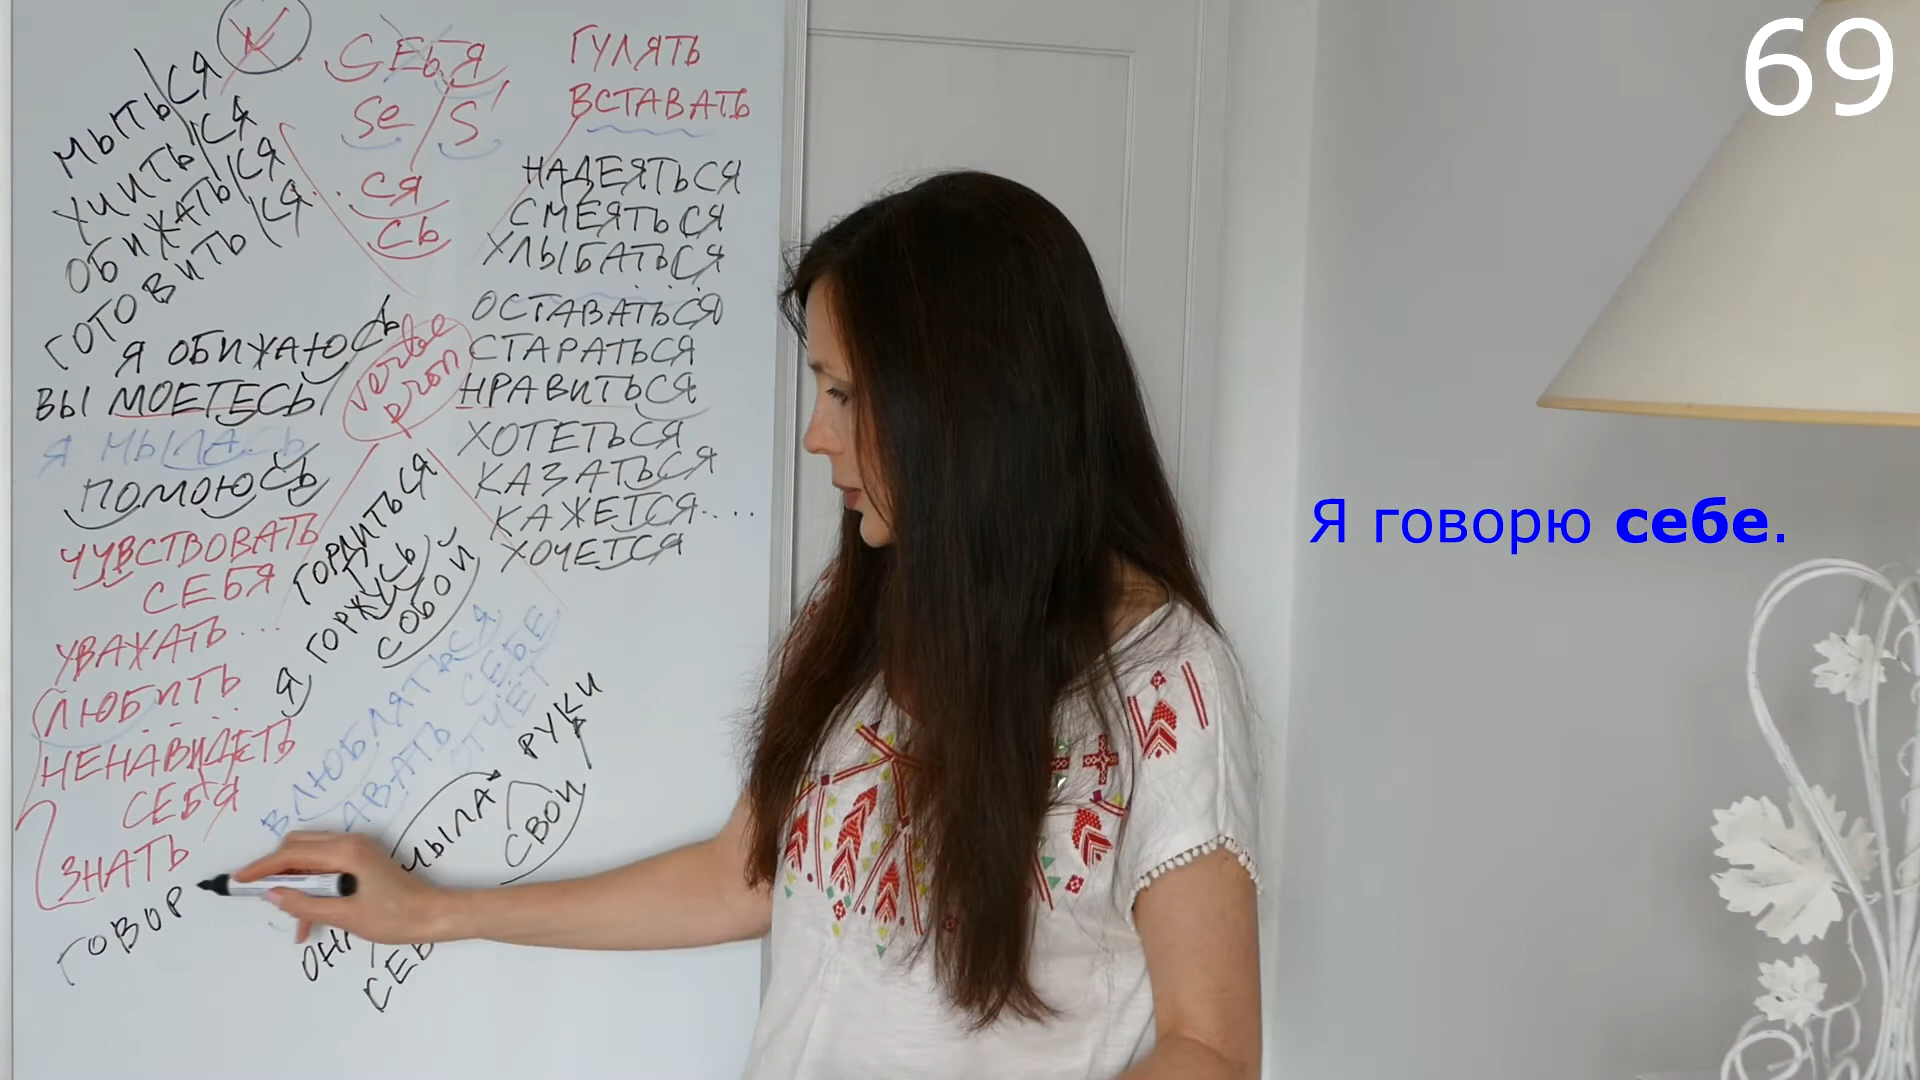 69
Я говорю себе.
СЕБЯ
se / s'
ся
сь
МЫТЬСЯ
УЧИТЬСЯ
ОБИЖАТЬСЯ
ГОТОВИТЬСЯ
Я ОБИЖАЮСЬ
ВЫ МОЕТЕСЬ
Я МЫЛАСЬ
ПОМОЮСЬ
ЧУВСТВОВАТЬ
СЕБЯ
УВАЖАТЬ...
ЛЮБИТЬ
НЕНАВИДЕТЬ
СЕБЯ
ЗНАТЬ
ГОВОР
verbe
pron
ГУЛЯТЬ
ВСТАВАТЬ
НАДЕЯТЬСЯ
СМЕЯТЬСЯ
УЛЫБАТЬСЯ
ОСТАВАТЬСЯ
СТАРАТЬСЯ
НРАВИТЬСЯ
ХОТЕТЬСЯ
КАЗАТЬСЯ
КАЖЕТСЯ....
ХОЧЕТСЯ
ГОРДИТЬСЯ
Я ГОРЖУСЬ
СОБОЙ
ВЛЮБЛЯТЬСЯ
СЕБЕ
ОТЧЁТ
РУКИ
СВОИ